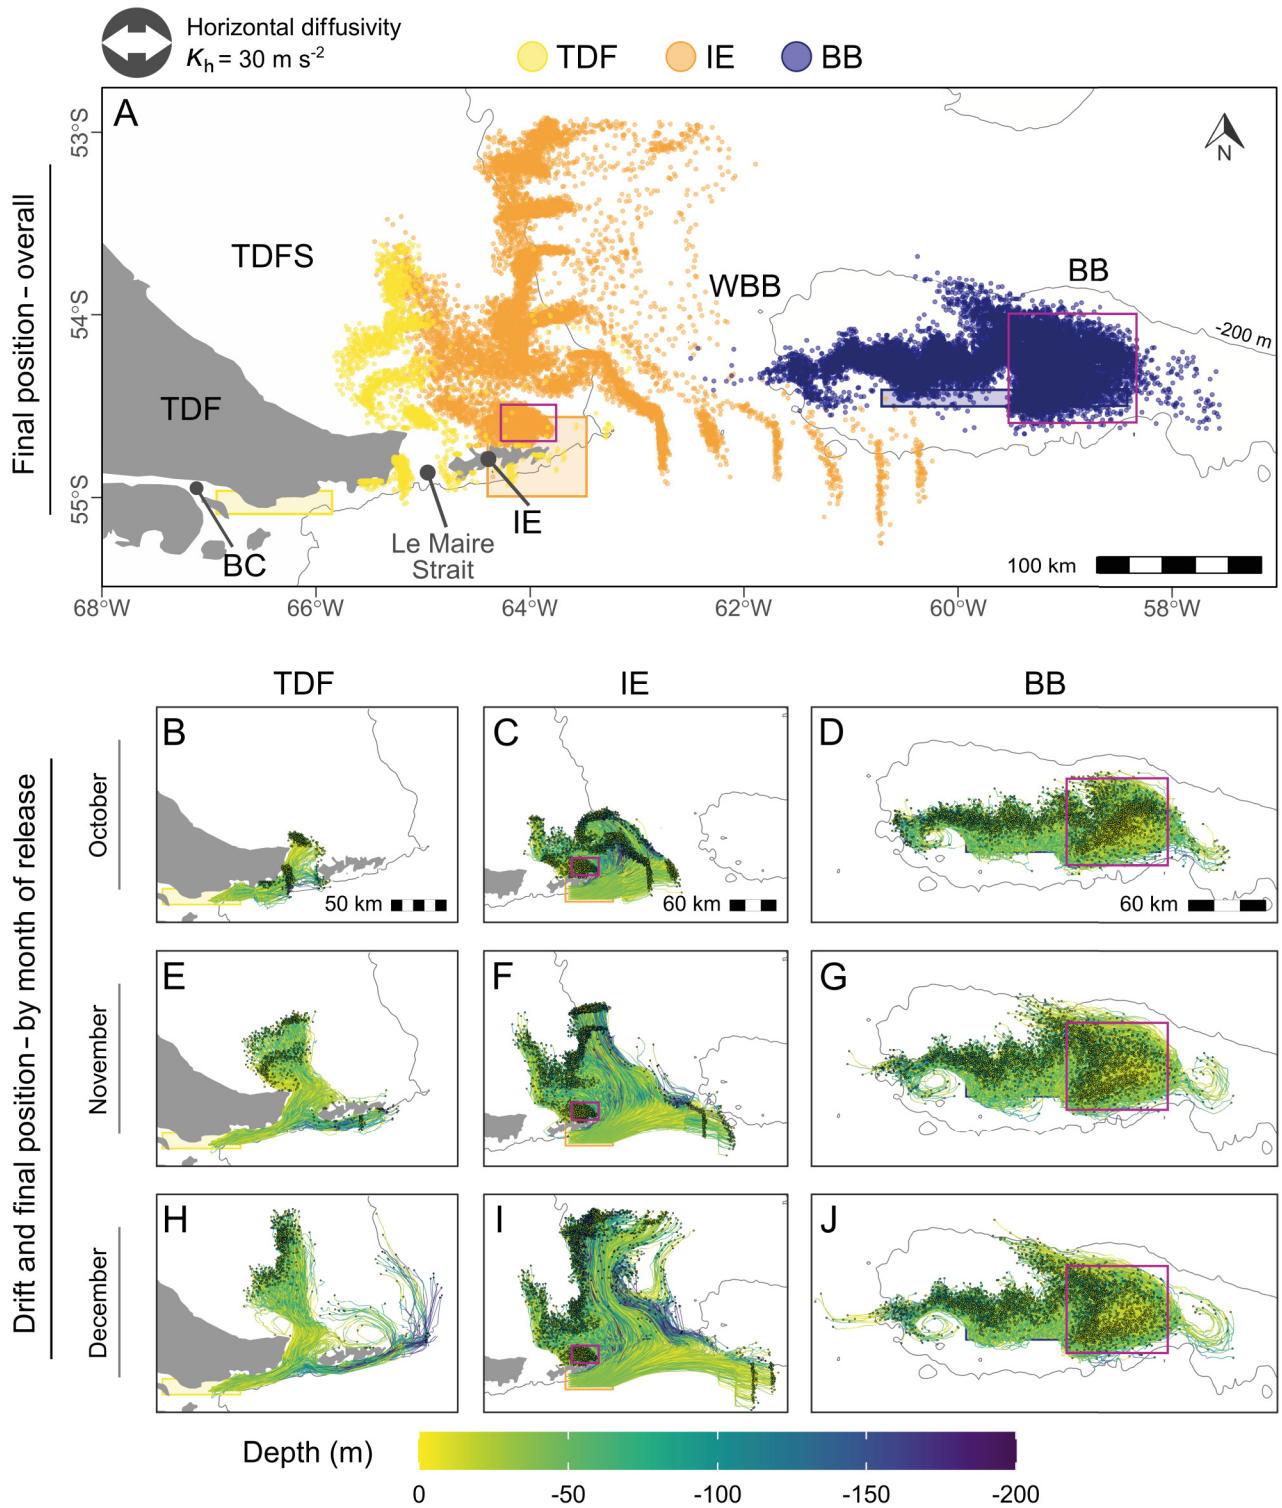 Horizontal diffusivity
Kh = 30 m s-2
TDF
IE
BB
Final position - overall
A
N
53°S
54°S
55°S
TDFS
WBB
BB
-200 m
TDF
IE
BC
Le Maire
Strait
100 km
68°W
66°W
64°W
62°W
60°W
58°W
TDF
IE
BB
Drift and final position - by month of release
October
B
50 km
C
60 km
D
60 km
November
E
F
G
December
H
I
J
Depth (m)
0
-50
-100
-150
-200